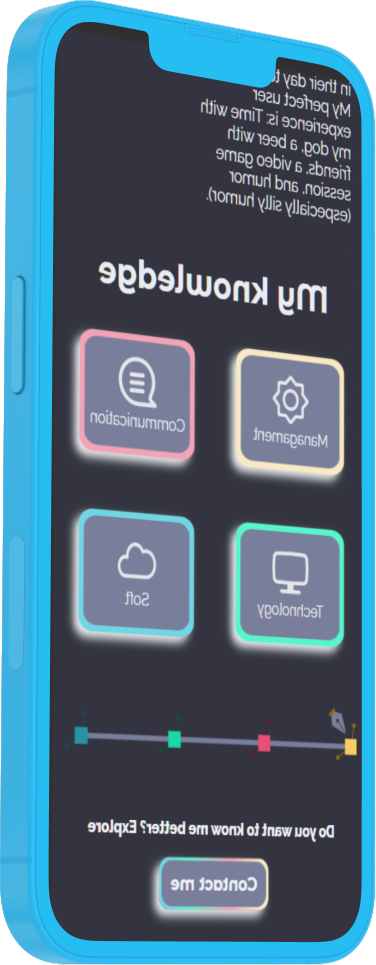 in their day t
My perfect user
experience is: Time with
my dog, a beer with
friends, a video game
session, and humor
(especially silly humor).
My knowledge
Management
Communication
Technology
Soft
Do you want to know me better? Explore
Contact me